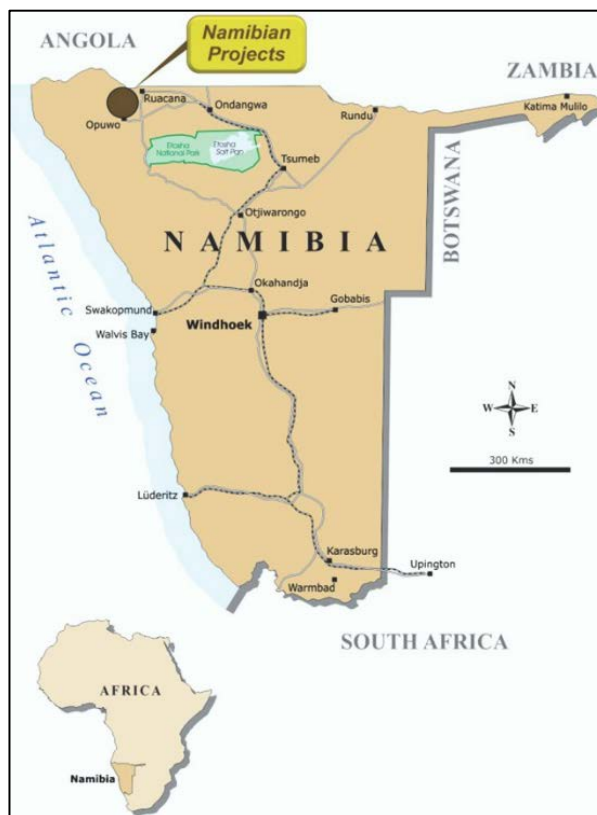 ANGOLA
Namibian
Projects
ZAMBIA
Ruacana
Ondangwa
Opuwo
Rundu
Katima Mulilo
Etosha
National Park
Etosha
Salt Pan
Tsumeb
BOTSWANA
Otjiwarongo
NAMIBIA
Atlantic Ocean
Okahandja
Gobabis
Swakopmund
Windhoek
Walvis Bay
N
W E
S
300 Kms
Lüderitz
Karasburg
Upington
Warmbad
SOUTH AFRICA
AFRICA
Namibia